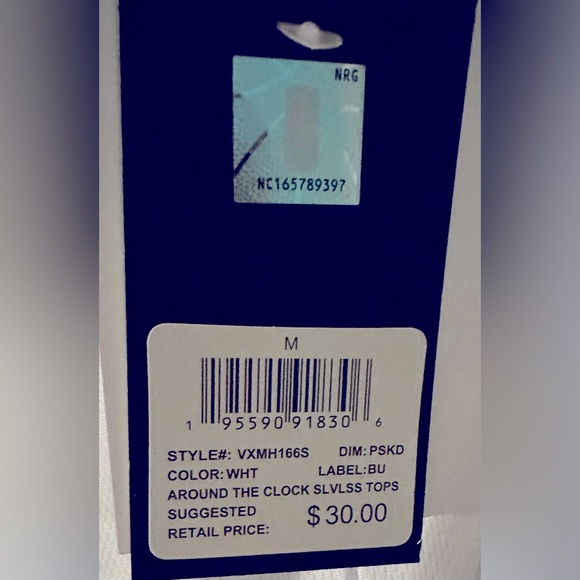 NRG
NC165789397
M
1 95590 91830 6
STYLE#: VXMH166S DIM: PSKD
COLOR: WHT LABEL: BU
AROUND THE CLOCK SLVLSS TOPS
SUGGESTED
RETAIL PRICE: $30.00